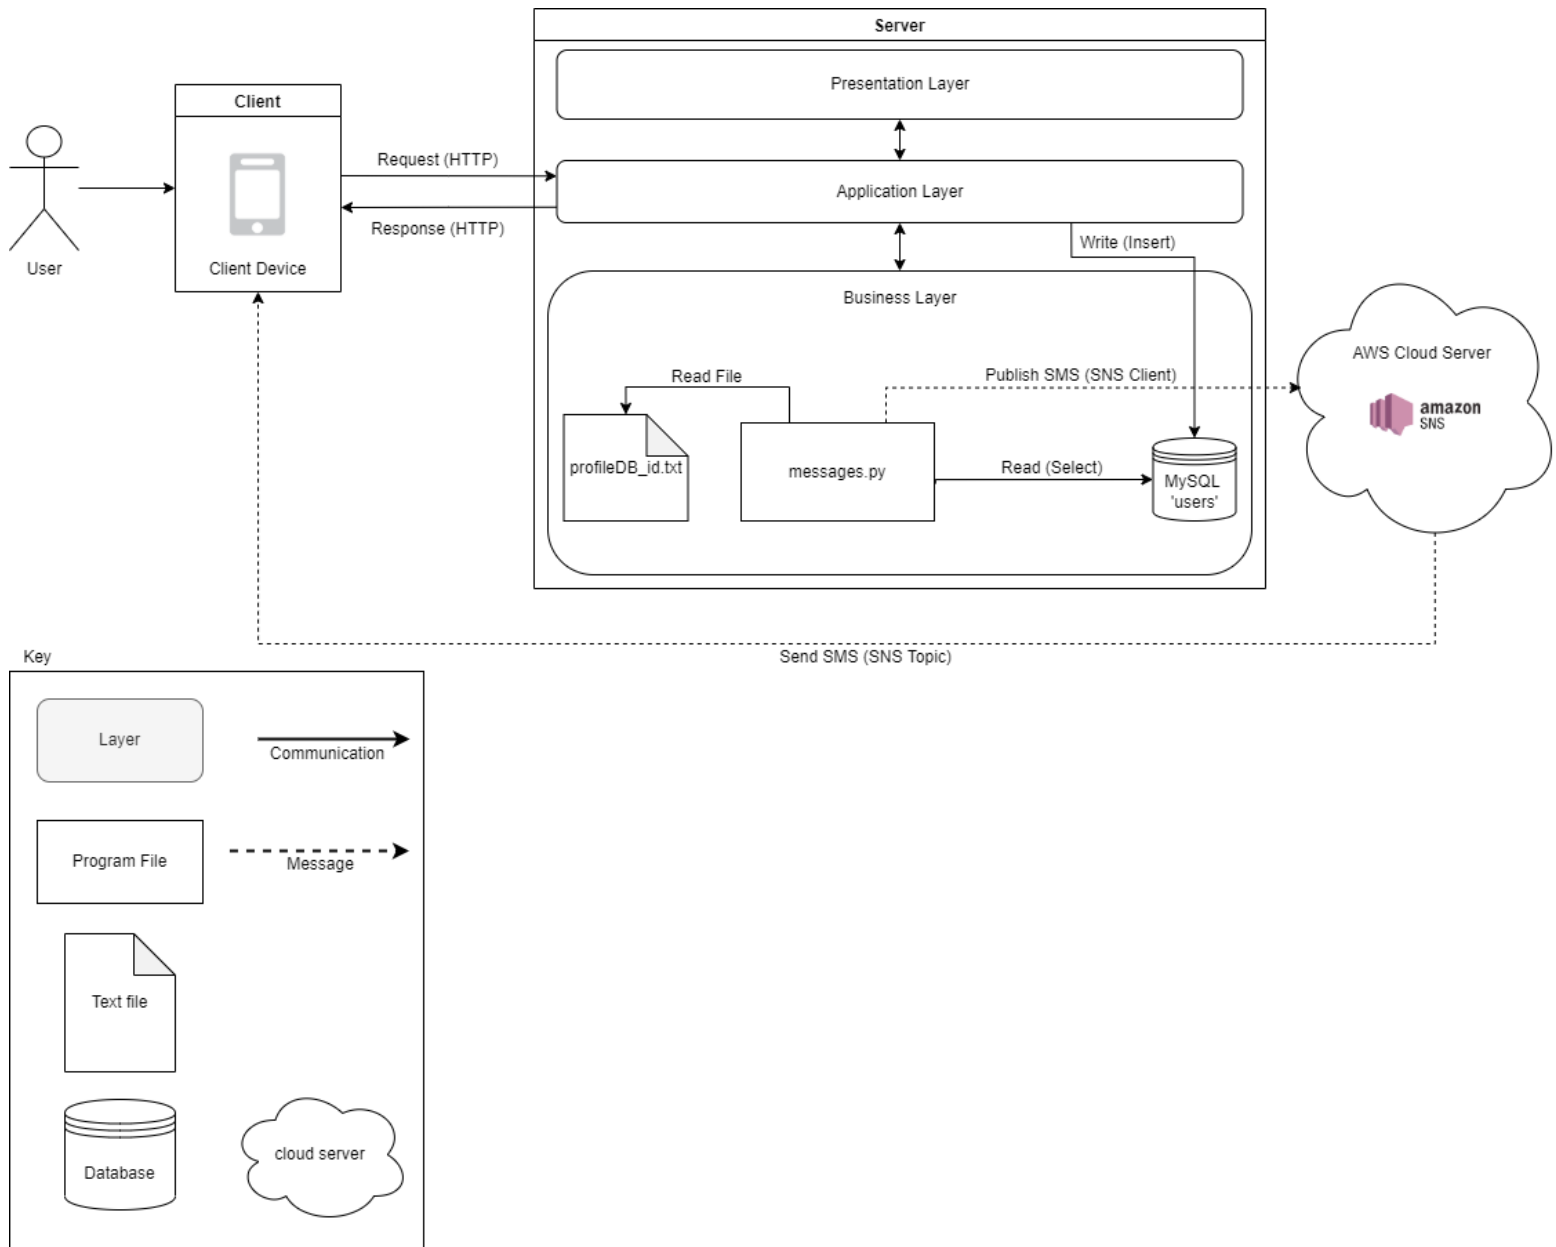 Server
Presentation Layer
Client
Request (HTTP)
Application Layer
Response (HTTP)
Write (Insert)
User
Client Device
Business Layer
AWS Cloud Server
Read File
Publish SMS (SNS Client)
amazon
SNS
profileDB_id.txt
messages.py
Read (Select)
MySQL
'users'
Send SMS (SNS Topic)
Key
Layer
Communication
Program File
Message
Text file
cloud server
Database